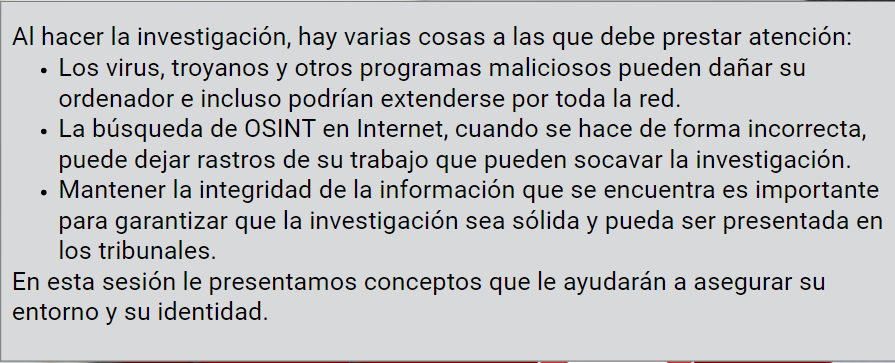 Al hacer la investigación, hay varias cosas a las que debe prestar atención:
• Los virus, troyanos y otros programas maliciosos pueden dañar su
ordenador e incluso podrían extenderse por toda la red.
• La búsqueda de OSINT en Internet, cuando se hace de forma incorrecta,
puede dejar rastros de su trabajo que pueden socavar la investigación.
• Mantener la integridad de la información que se encuentra es importante
para garantizar que la investigación sea sólida y pueda ser presentada en
los tribunales.
En esta sesión le presentamos conceptos que le ayudarán a asegurar su
entorno y su identidad.